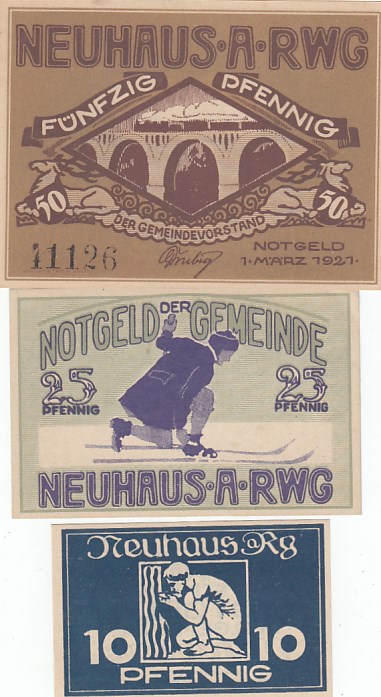 NEUHAUS·A·RWG
FÜNFZIG PFENNIG
50 50
DER GEMEINDEVORSTAND
11126
NOTGELD
1·MÄRZ 1921·
NOTGELD DER GEMEINDE
25 25
PFENNIG PFENNIG
NEUHAUS·A·RWG
Neuhaus a Rg
10 10
PFENNIG